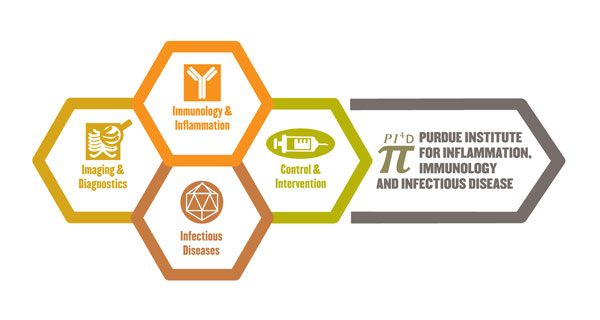 Immunology &
Inflammation
Imaging &
Diagnostics
Control &
Intervention
Infectious
Diseases
PI⁴D
π
PURDUE INSTITUTE
FOR INFLAMMATION,
IMMUNOLOGY
AND INFECTIOUS DISEASE